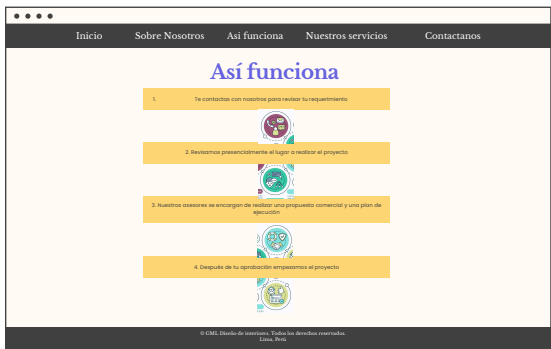 Inicio Sobre Nosotros Asi funciona Nuestros servicios Contactanos
Así funciona
1. Te contactas con nosotros para revisar tu requerimiento
2. Revisamos presencialmente el lugar a realizar el proyecto
3. Nuestros asesores se encargan de realizar una propuesta comercial y una plan de
ejecución
4. Después de tu aprobación empezamos el proyecto
© GML Diseño de interiores. Todos los derechos reservados.
Lima, Perú